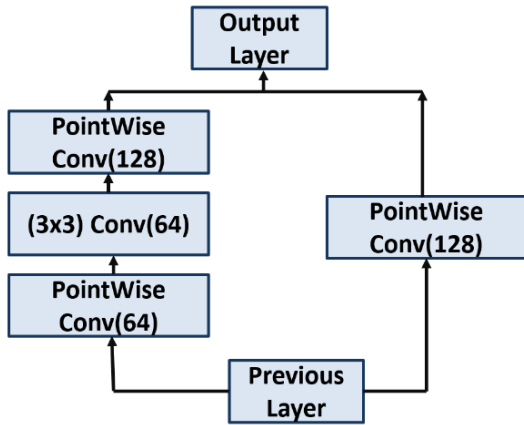 Output
Layer
PointWise
Conv(128)
(3x3) Conv(64)
PointWise
Conv(128)
PointWise
Conv(64)
Previous
Layer